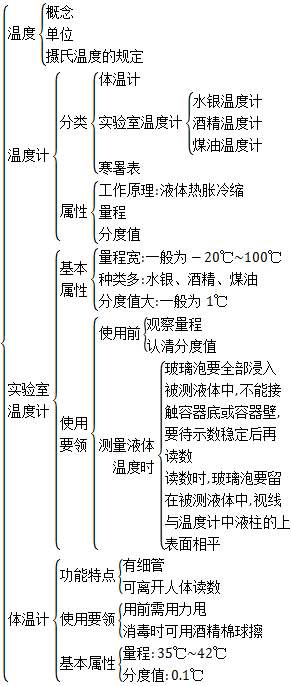 温度
概念
单位
摄氏温度的规定
温度计
分类
体温计
实验室温度计
水银温度计
酒精温度计
煤油温度计
寒暑表
属性
工作原理:液体热胀冷缩
量程
分度值
实验室
温度计
基本
属性
量程宽:一般为－20℃~100℃
种类多:水银、酒精、煤油
分度值大:一般为 1℃
使用
要领
使用前
观察量程
认清分度值
测量液体
温度时
玻璃泡要全部浸入
被测液体中,不能接
触容器底或容器壁,
要待示数稳定后再
读数
读数时,玻璃泡要留
在被测液体中,视线
与温度计中液柱的上
表面相平
体温计
功能特点
有细管
可离开人体读数
使用要领
用前需用力甩
消毒时可用酒精棉球擦
基本属性
量程:35℃~42℃
分度值:0.1℃